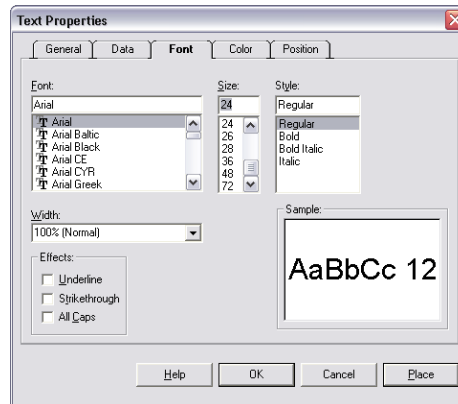 Text Properties
General Data Font Color Position
Font: Size: Style:
Arial 24 Regular
Arial 24 Regular
Arial Baltic 26 Bold
Arial Black 28 Bold Italic
Arial CE 36 Italic
Arial CYR 48
Arial Greek 72
Width: Sample:
100% (Normal)
AaBbCc 12
Effects:
Underline
Strikethrough
All Caps
Help OK Cancel Place